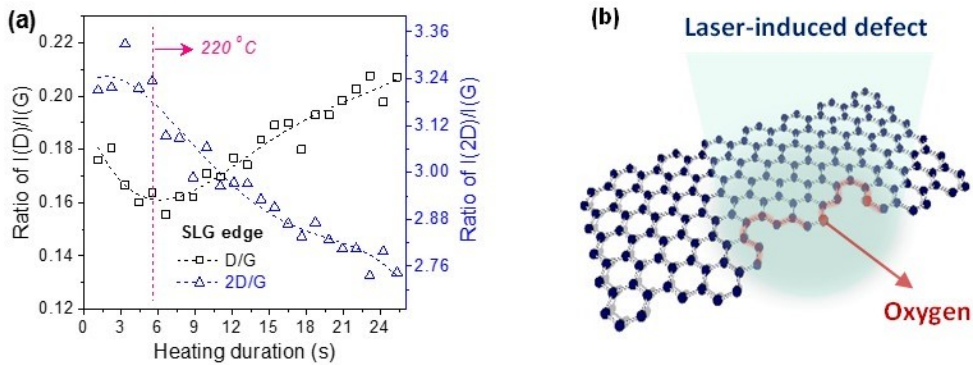 (a)
220 °C
Ratio of I(D)/I(G)
0.22
0.20
0.18
0.16
0.14
0.12
SLG edge
D/G
2D/G
0 3 6 9 12 15 18 21 24
Heating duration (s)
3.36
3.24
3.12
3.00
2.88
2.76
Ratio of I(2D)/I(G)
(b)
Laser-induced defect
Oxygen